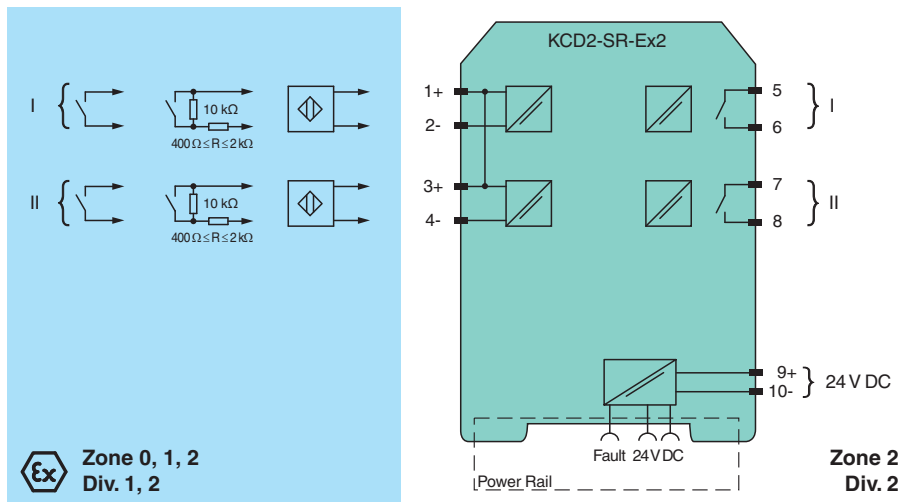 KCD2-SR-Ex2
I
10 kΩ
400 Ω ≤ R ≤ 2 kΩ
1+
2-
5
6
I
II
10 kΩ
400 Ω ≤ R ≤ 2 kΩ
3+
4-
7
8
II
9+
10-
24 V DC
Fault 24 V DC
Power Rail
Ex
Zone 0, 1, 2
Div. 1, 2
Zone 2
Div. 2